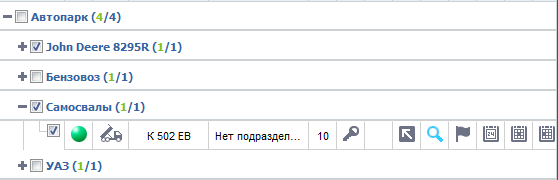 Автопарк (4/4)
John Deere 8295R (1/1)
Бензовоз (1/1)
Самосвалы (1/1)
К 502 ЕВ Нет подраздел... 10 24
УАЗ (1/1)